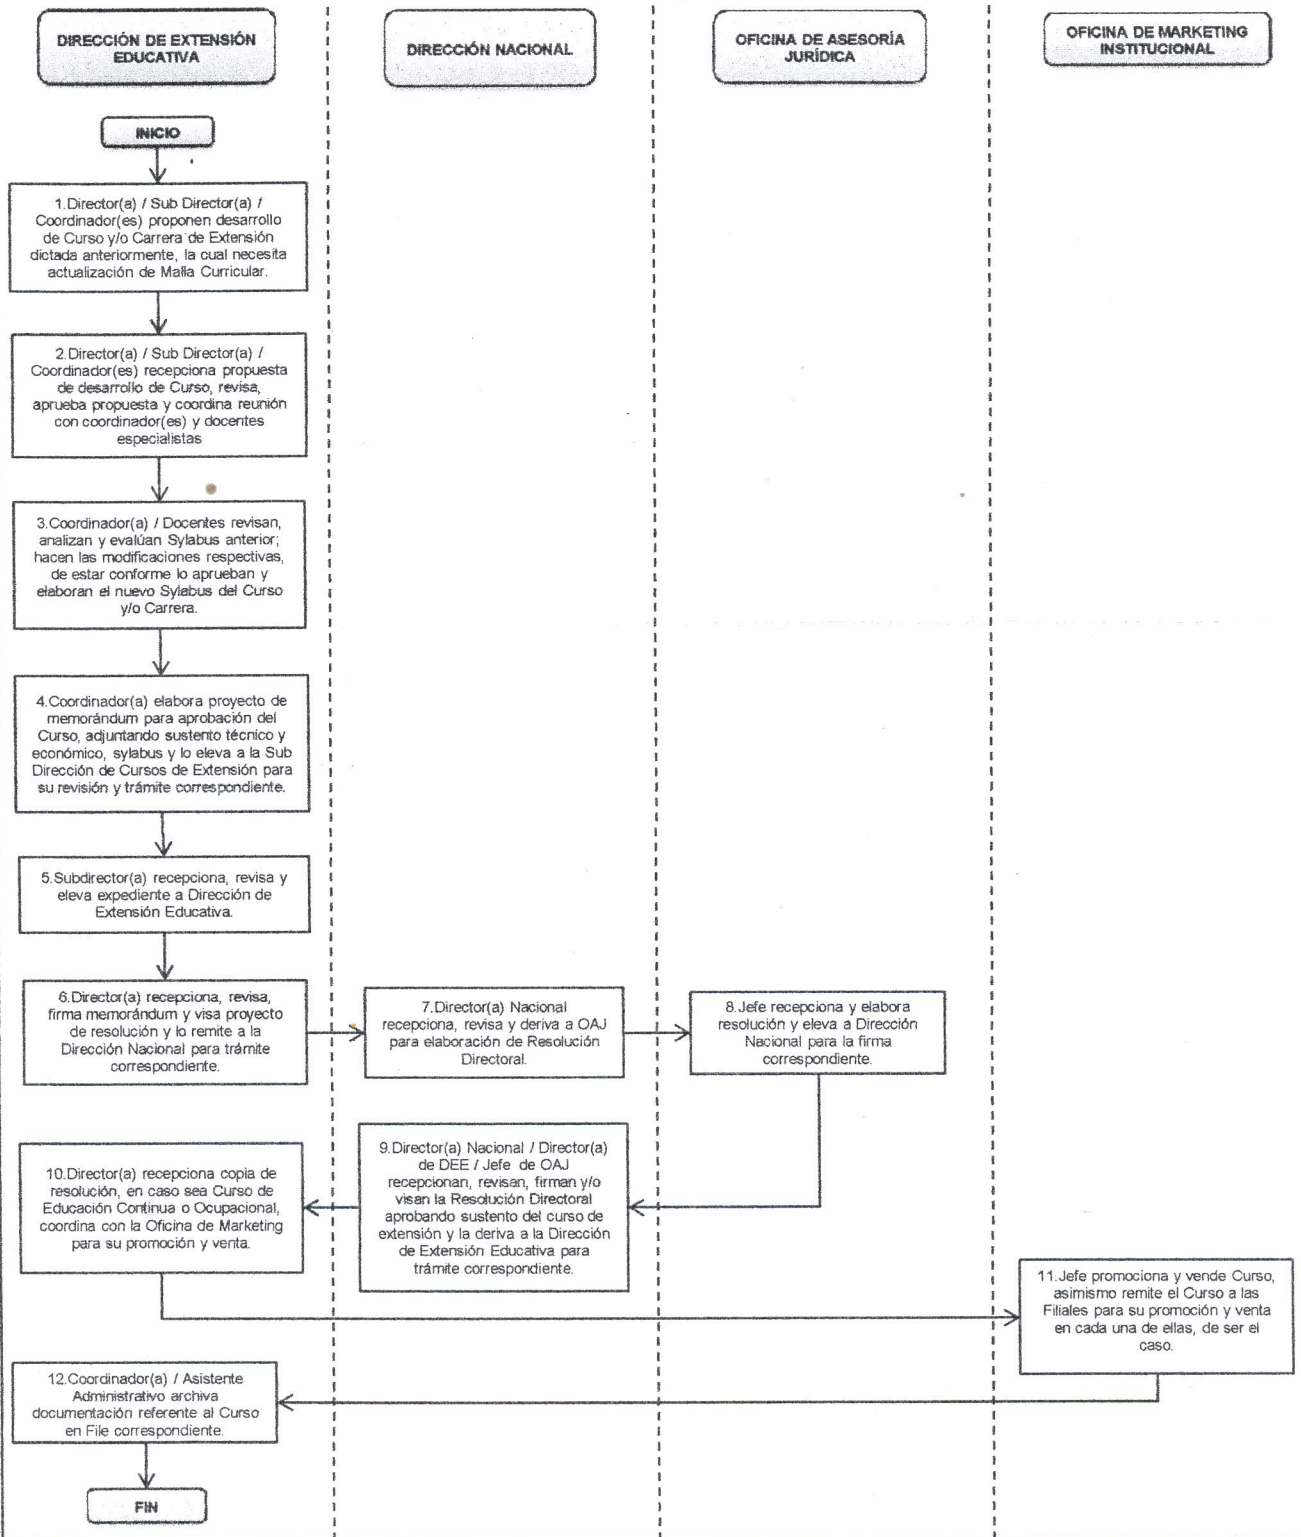 DIRECCIÓN DE EXTENSIÓN
EDUCATIVA
DIRECCIÓN NACIONAL
OFICINA DE ASESORÍA
JURÍDICA
OFICINA DE MARKETING
INSTITUCIONAL
INICIO
1.Director(a) / Sub Director(a) /
Coordinador(es) proponen desarrollo
de Curso y/o Carrera de Extensión
dictada anteriormente, la cual necesita
actualización de Malla Curricular.
2.Director(a) / Sub Director(a) /
Coordinador(es) recepciona propuesta
de desarrollo de Curso, revisa,
aprueba propuesta y coordina reunión
con coordinador(es) y docentes
especialistas
3.Coordinador(a) / Docentes revisan,
analizan y evalúan Sylabus anterior;
hacen las modificaciones respectivas,
de estar conforme lo aprueban y
elaboran el nuevo Sylabus del Curso
y/o Carrera.
4.Coordinador(a) elabora proyecto de
memorándum para aprobación del
Curso, adjuntando sustento técnico y
económico, sylabus y lo eleva a la Sub
Dirección de Cursos de Extensión para
su revisión y trámite correspondiente.
5.Subdirector(a) recepciona, revisa y
eleva expediente a Dirección de
Extensión Educativa.
6.Director(a) recepciona, revisa,
firma memorándum y visa proyecto
de resolución y lo remite a la
Dirección Nacional para trámite
correspondiente.
7.Director(a) Nacional
recepciona, revisa y deriva a OAJ
para elaboración de Resolución
Directoral.
8.Jefe recepciona y elabora
resolución y eleva a Dirección
Nacional para la firma
correspondiente.
9.Director(a) Nacional / Director(a)
de DEE / Jefe de OAJ
recepcionan, revisan, firman y/o
visan la Resolución Directoral
aprobando sustento del curso de
extensión y la deriva a la Dirección
de Extensión Educativa para
trámite correspondiente.
10.Director(a) recepciona copia de
resolución, en caso sea Curso de
Educación Continua o Ocupacional,
coordina con la Oficina de Marketing
para su promoción y venta.
11.Jefe promociona y vende Curso,
asimismo remite el Curso a las
Filiales para su promoción y venta
en cada una de ellas, de ser el
caso.
12.Coordinador(a) / Asistente
Administrativo archiva
documentación referente al Curso
en File correspondiente.
FIN